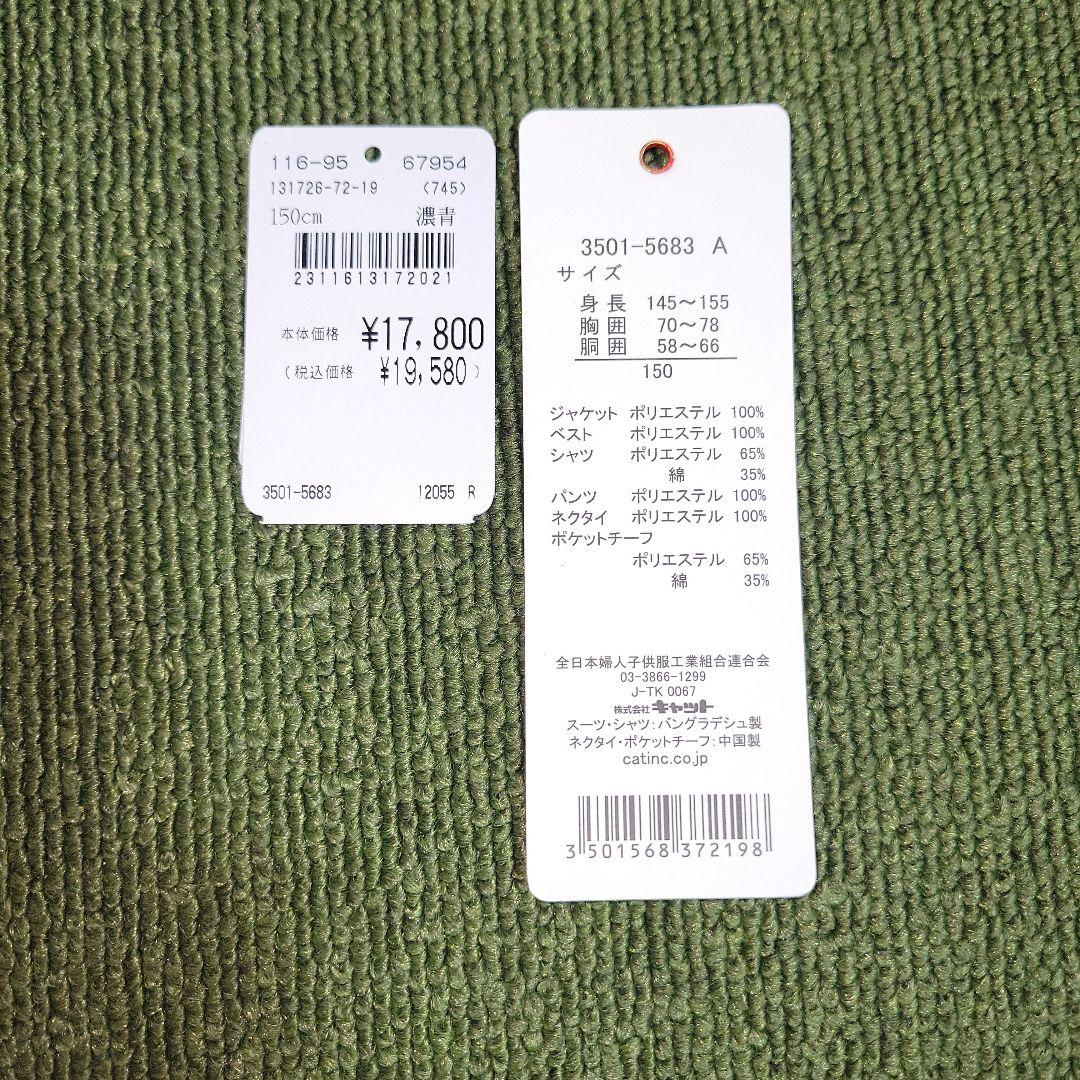 116-95 67954
131726-72-19 (745)
150cm 濃青
2311613172021
本体価格 ¥17,800
(税込価格 ¥19,580)
3501-5683 12055 R
3501-5683 A
サイズ
身長 145～155
胸囲 70～78
胴囲 58～66
150
ジャケット ポリエステル 100%
ベスト ポリエステル 100%
シャツ ポリエステル 65%
綿 35%
パンツ ポリエステル 100%
ネクタイ ポリエステル 100%
ポケットチーフ
ポリエステル 65%
綿 35%
全日本婦人子供服工業組合連合会
03-3866-1299
J-TK 0067
株式会社キャット
スーツ・シャツ:バングラデシュ製
ネクタイ・ポケットチーフ:中国製
catinc.co.jp
3 501568 372198